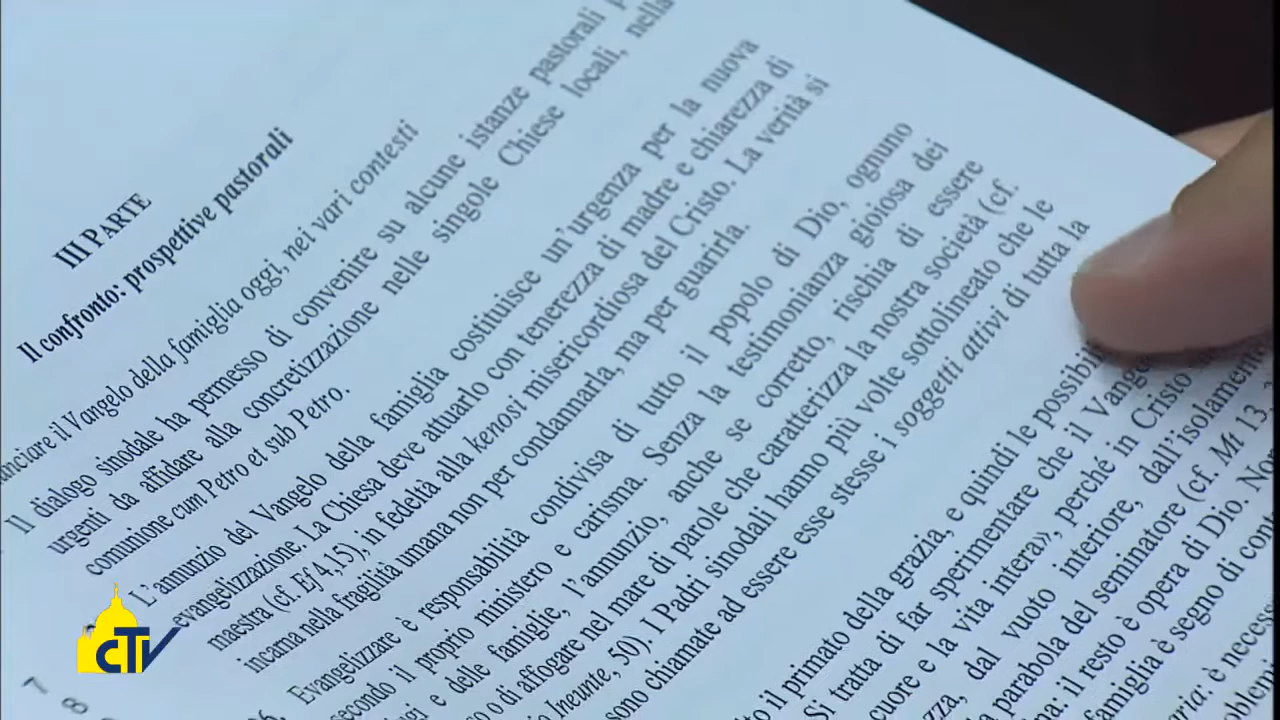 III PARTE
Il confronto: prospettive pastorali
il Vangelo della famiglia oggi, nei vari contesti
Il dialogo sinodale ha permesso di convenire su alcune istanze pastorali
urgenti da affidare alla concretizzazione nelle singole Chiese locali, nella
comunione cum Petro et sub Petro.
L'annunzio del Vangelo della famiglia costituisce un'urgenza per la nuova
evangelizzazione. La Chiesa deve attuarlo con tenerezza di madre e chiarezza di
maestra (cf. Ef 4,15), in fedeltà alla kenosi misericordiosa del Cristo. La verità si
incarna nella fragilità umana non per condannarla, ma per guarirla.
Evangelizzare è responsabilità condivisa di tutto il popolo di Dio, ognuno
secondo il proprio ministero e carisma. Senza la testimonianza gioiosa dei
e delle famiglie, l'annunzio, anche se corretto, rischia di essere
o di affogare nel mare di parole che caratterizza la nostra società (cf.
Ineunte, 50). I Padri sinodali hanno più volte sottolineato che le
sono chiamate ad essere esse stesse i soggetti attivi di tutta la
il primato della grazia, e quindi le
Si tratta di far sperimentare che il
cuore e la vita intera», perché in Cristo
dal vuoto interiore, dall'isolamento
parabola del seminatore (cf. Mt 13,
il resto è opera di Dio.
famiglia è segno di
è
7
8
CTV